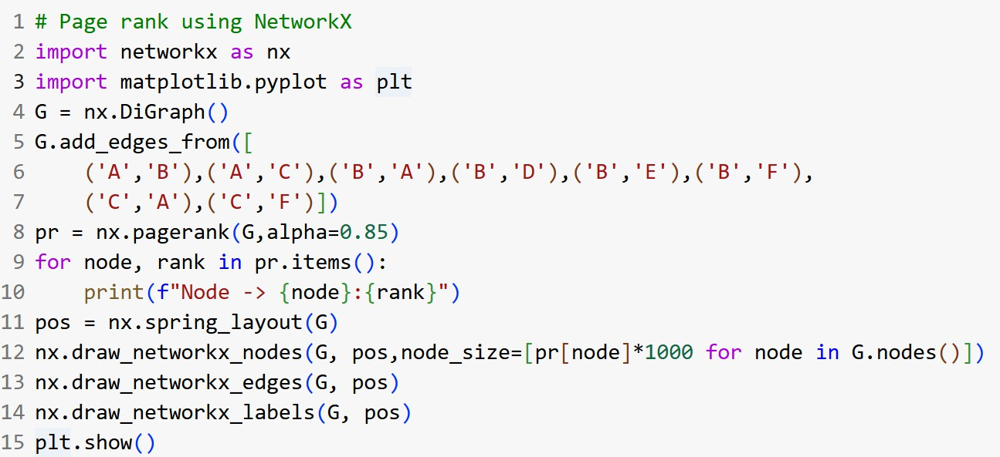 1 # Page rank using NetworkX
2 import networkx as nx
3 import matplotlib.pyplot as plt
4 G = nx.DiGraph()
5 G.add_edges_from([
6     ('A','B'),('A','C'),('B','A'),('B','D'),('B','E'),('B','F'),
7     ('C','A'),('C','F')])
8 pr = nx.pagerank(G,alpha=0.85)
9 for node, rank in pr.items():
10     print(f"Node -> {node}:{rank}")
11 pos = nx.spring_layout(G)
12 nx.draw_networkx_nodes(G, pos,node_size=[pr[node]*1000 for node in G.nodes()])
13 nx.draw_networkx_edges(G, pos)
14 nx.draw_networkx_labels(G, pos)
15 plt.show()